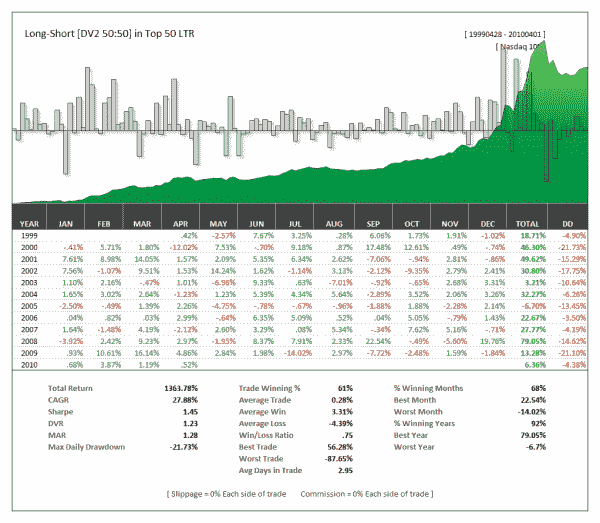 Long-Short [DV2 50:50] in Top 50 LTR
[ 19990428 - 20100401 ]
[ Nasdaq 10
YEAR JAN FEB MAR APR MAY JUN JUL AUG SEP OCT NOV DEC TOTAL DD
1999 .42% -2.57% 7.67% 3.25% .28% 6.06% 1.73% 1.91% -1.02% 18.71% -4.90%
2000 -.41% 5.71% 1.80% -12.02% 7.53% -.70% 9.18% .87% 17.48% 12.61% .49% -.74% 46.30% -21.73%
2001 7.61% 8.98% 14.05% 1.57% 2.09% 5.35% 6.34% 2.62% -7.06% -.94% 2.81% -.86% 49.62% -15.29%
2002 7.56% -1.07% 9.51% 1.53% 14.24% 1.62% -1.14% 3.13% -2.12% -9.35% 2.79% 2.41% 30.80% -17.75%
2003 1.10% 2.16% -.47% 1.01% -6.98% 9.33% .63% -7.01% -.92% -.65% 2.68% 3.31% 3.21% -10.64%
2004 1.65% 3.02% 2.64% -1.23% 1.23% 5.39% 4.34% 5.64% -2.89% 3.52% 2.06% 3.26% 32.27% -6.26%
2005 -2.50% -.49% 1.39% 2.26% -4.75% -.78% -.67% -.96% -1.88% 1.88% -2.28% 2.14% -6.70% -13.45%
2006 .04% .82% .03% 2.99% -.64% 6.35% 5.09% .52% .04% 5.05% -.79% 1.43% 22.67% -3.50%
2007 1.64% -1.48% 4.19% -2.12% 2.60% 3.29% .08% 5.34% -.34% 7.62% 5.16% -.71% 27.77% -4.19%
2008 -3.92% 2.42% 9.23% 2.97% -1.95% 8.37% 7.91% 2.33% 22.54% -.49% -5.60% 19.76% 79.05% -14.62%
2009 .93% 10.61% 16.14% 4.86% 2.84% 1.98% -14.02% 2.97% -7.72% -2.48% 1.59% -1.84% 13.28% -21.10%
2010 .68% 3.87% 1.19% .52% 6.36% -4.38%
Total Return 1363.78% Trade Winning % 61% % Winning Months 68%
CAGR 27.88% Average Trade 0.28% Best Month 22.54%
Sharpe 1.45 Average Win 3.31% Worst Month -14.02%
DVR 1.23 Average Loss -4.39% % Winning Years 92%
MAR 1.28 Win/Loss Ratio .75 Best Year 79.05%
Max Daily Drawdown -21.73% Best Trade 56.28% Worst Year -6.7%
Worst Trade -87.65%
Avg Days in Trade 2.95
[ Slippage = 0% Each side of trade Commission = 0% Each side of trade ]